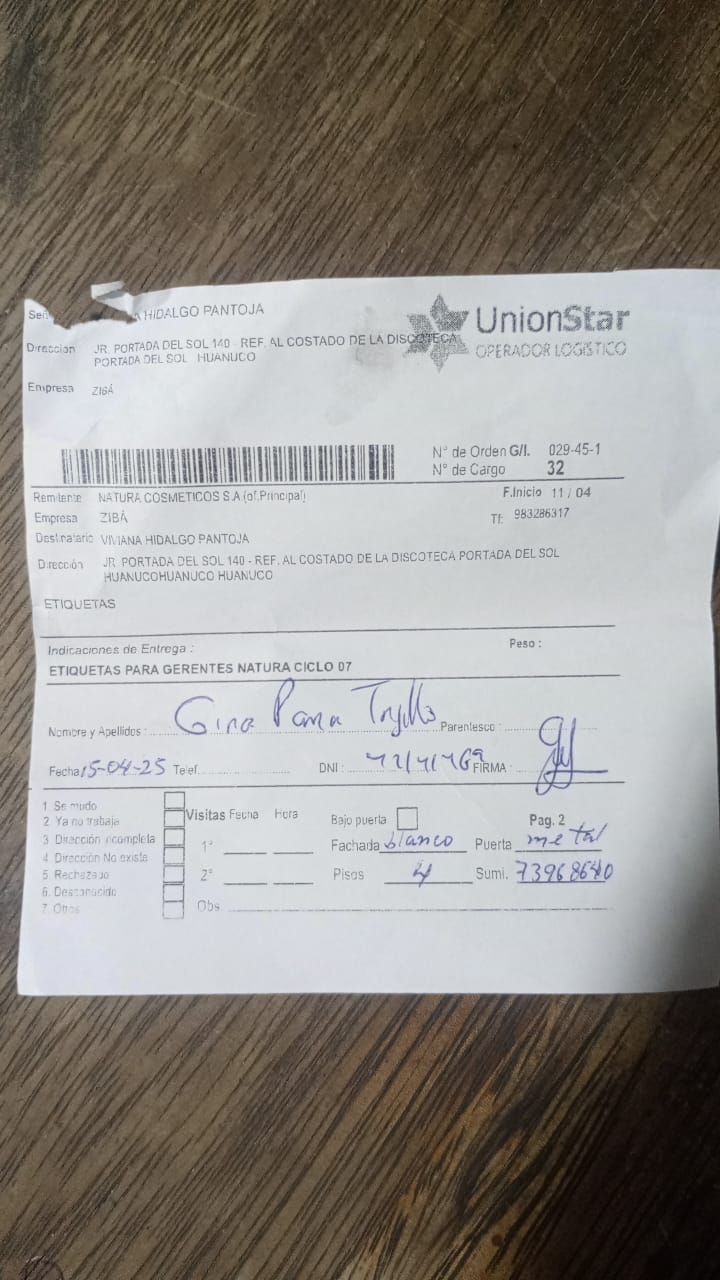 Señ A HIDALGO PANTOJA
UnionStar
OPERADOR LOGÍSTICO
Direccion JR. PORTADA DEL SOL 140 - REF. AL COSTADO DE LA DISCOTECA
PORTADA DEL SOL HUANUCO
Empresa ZIBÁ
N° de Orden G/I. 029-45-1
N° de Cargo 32
Remitente NATURA COSMETICOS S.A (of.Principal) F.Inicio 11 / 04
Empresa ZIBÁ Tf: 983286317
Destinatario VIVIANA HIDALGO PANTOJA
Dirección JR. PORTADA DEL SOL 140 - REF. AL COSTADO DE LA DISCOTECA PORTADA DEL SOL
HUANUCOHUANUCO HUANUCO
ETIQUETAS
Indicaciones de Entrega : Peso :
ETIQUETAS PARA GERENTES NATURA CICLO 07
Nombre y Apellidos : Gina Trujillo Parentesco :
Fecha 15-04-25 Telef. DNI : FIRMA :
1. Se mudo
2. Ya no trabaja
3. Dirección incompleta
4. Dirección No existe
5. Rechazado
6. Desconocido
7. Otros
Visitas Fecha Hora
1°
2°
Obs
Bajo puerta Pag. 2
Fachada blanco Puerta metal
Pisos 4 Sumi. 73968640